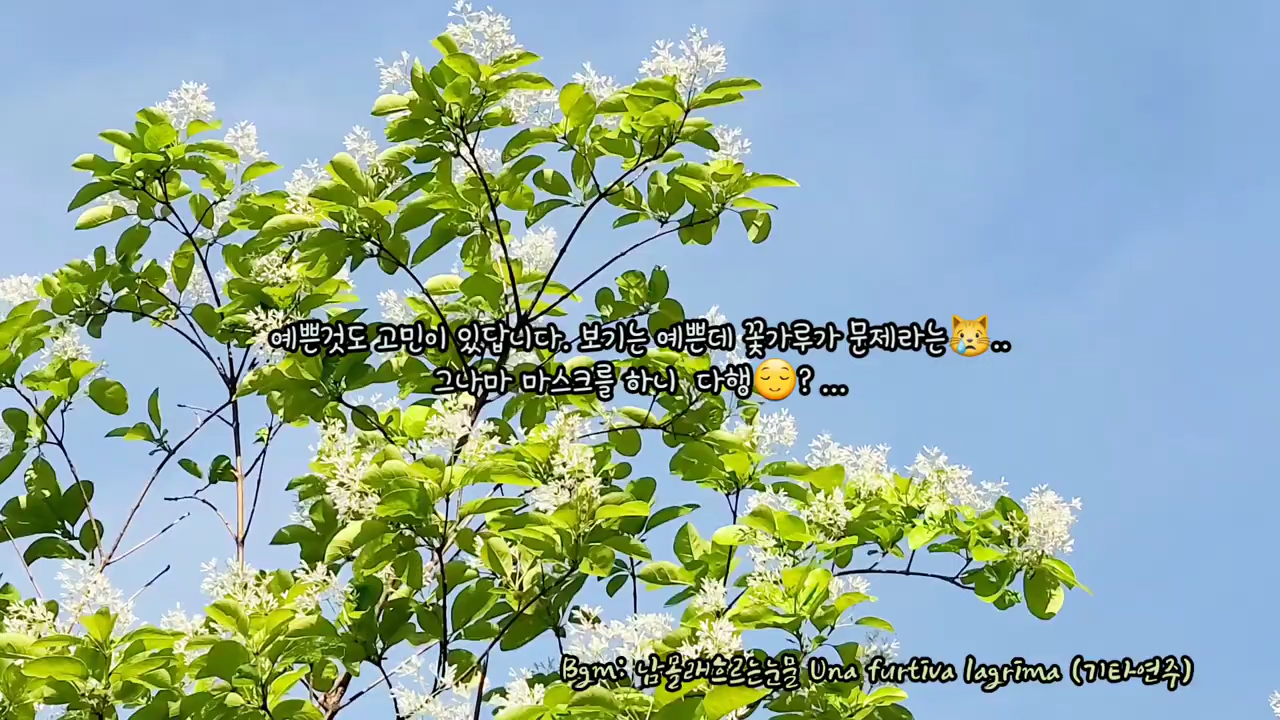 예쁜것도 고민이 있답니다. 보기는 예쁜데 꽃가루가 문제라는😿..
그나마 마스크를 하니 다행😌? ...
Bgm: 남몰래흐르는눈물 Una furtiva lagrima (기타연주)